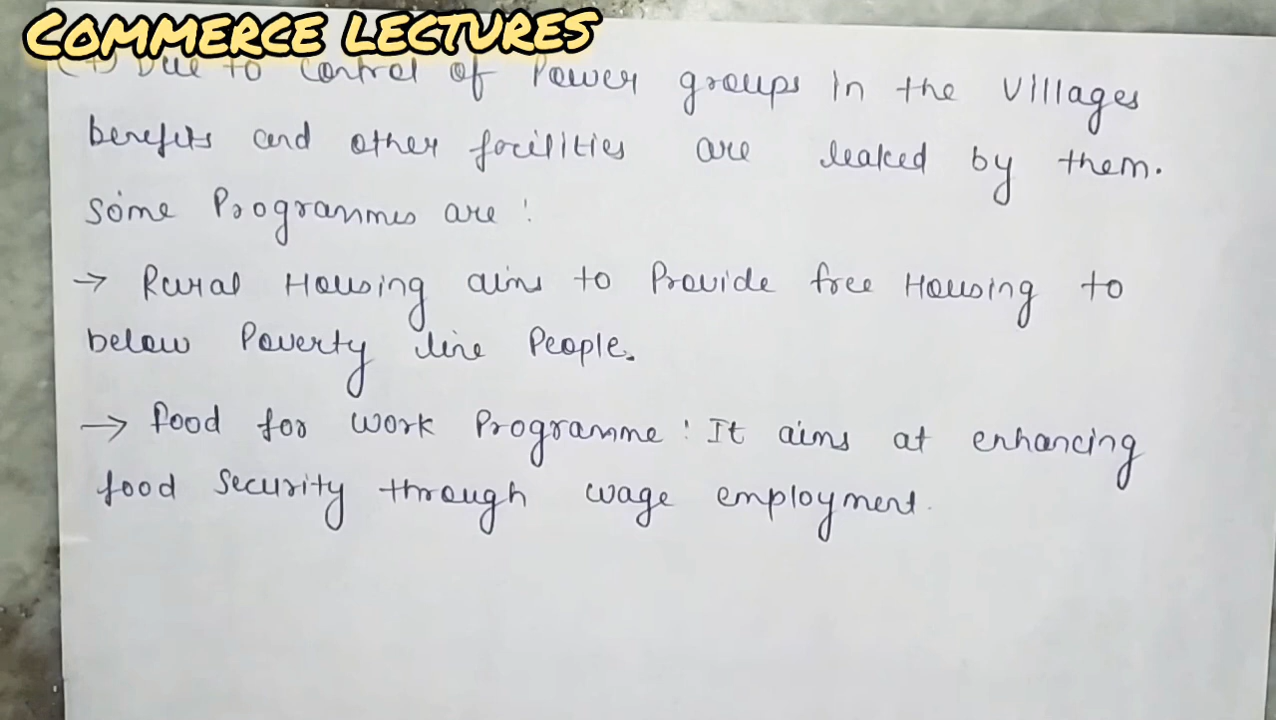 COMMERCE LECTURES
Due to control of Power groups in the villages
benefits and other facilities are leaked by them.
some Programmes are :
→ Rural Housing aims to Provide free Housing to
below Poverty line People.
→ Food for work Programme : It aims at enhancing
food security through wage employment.